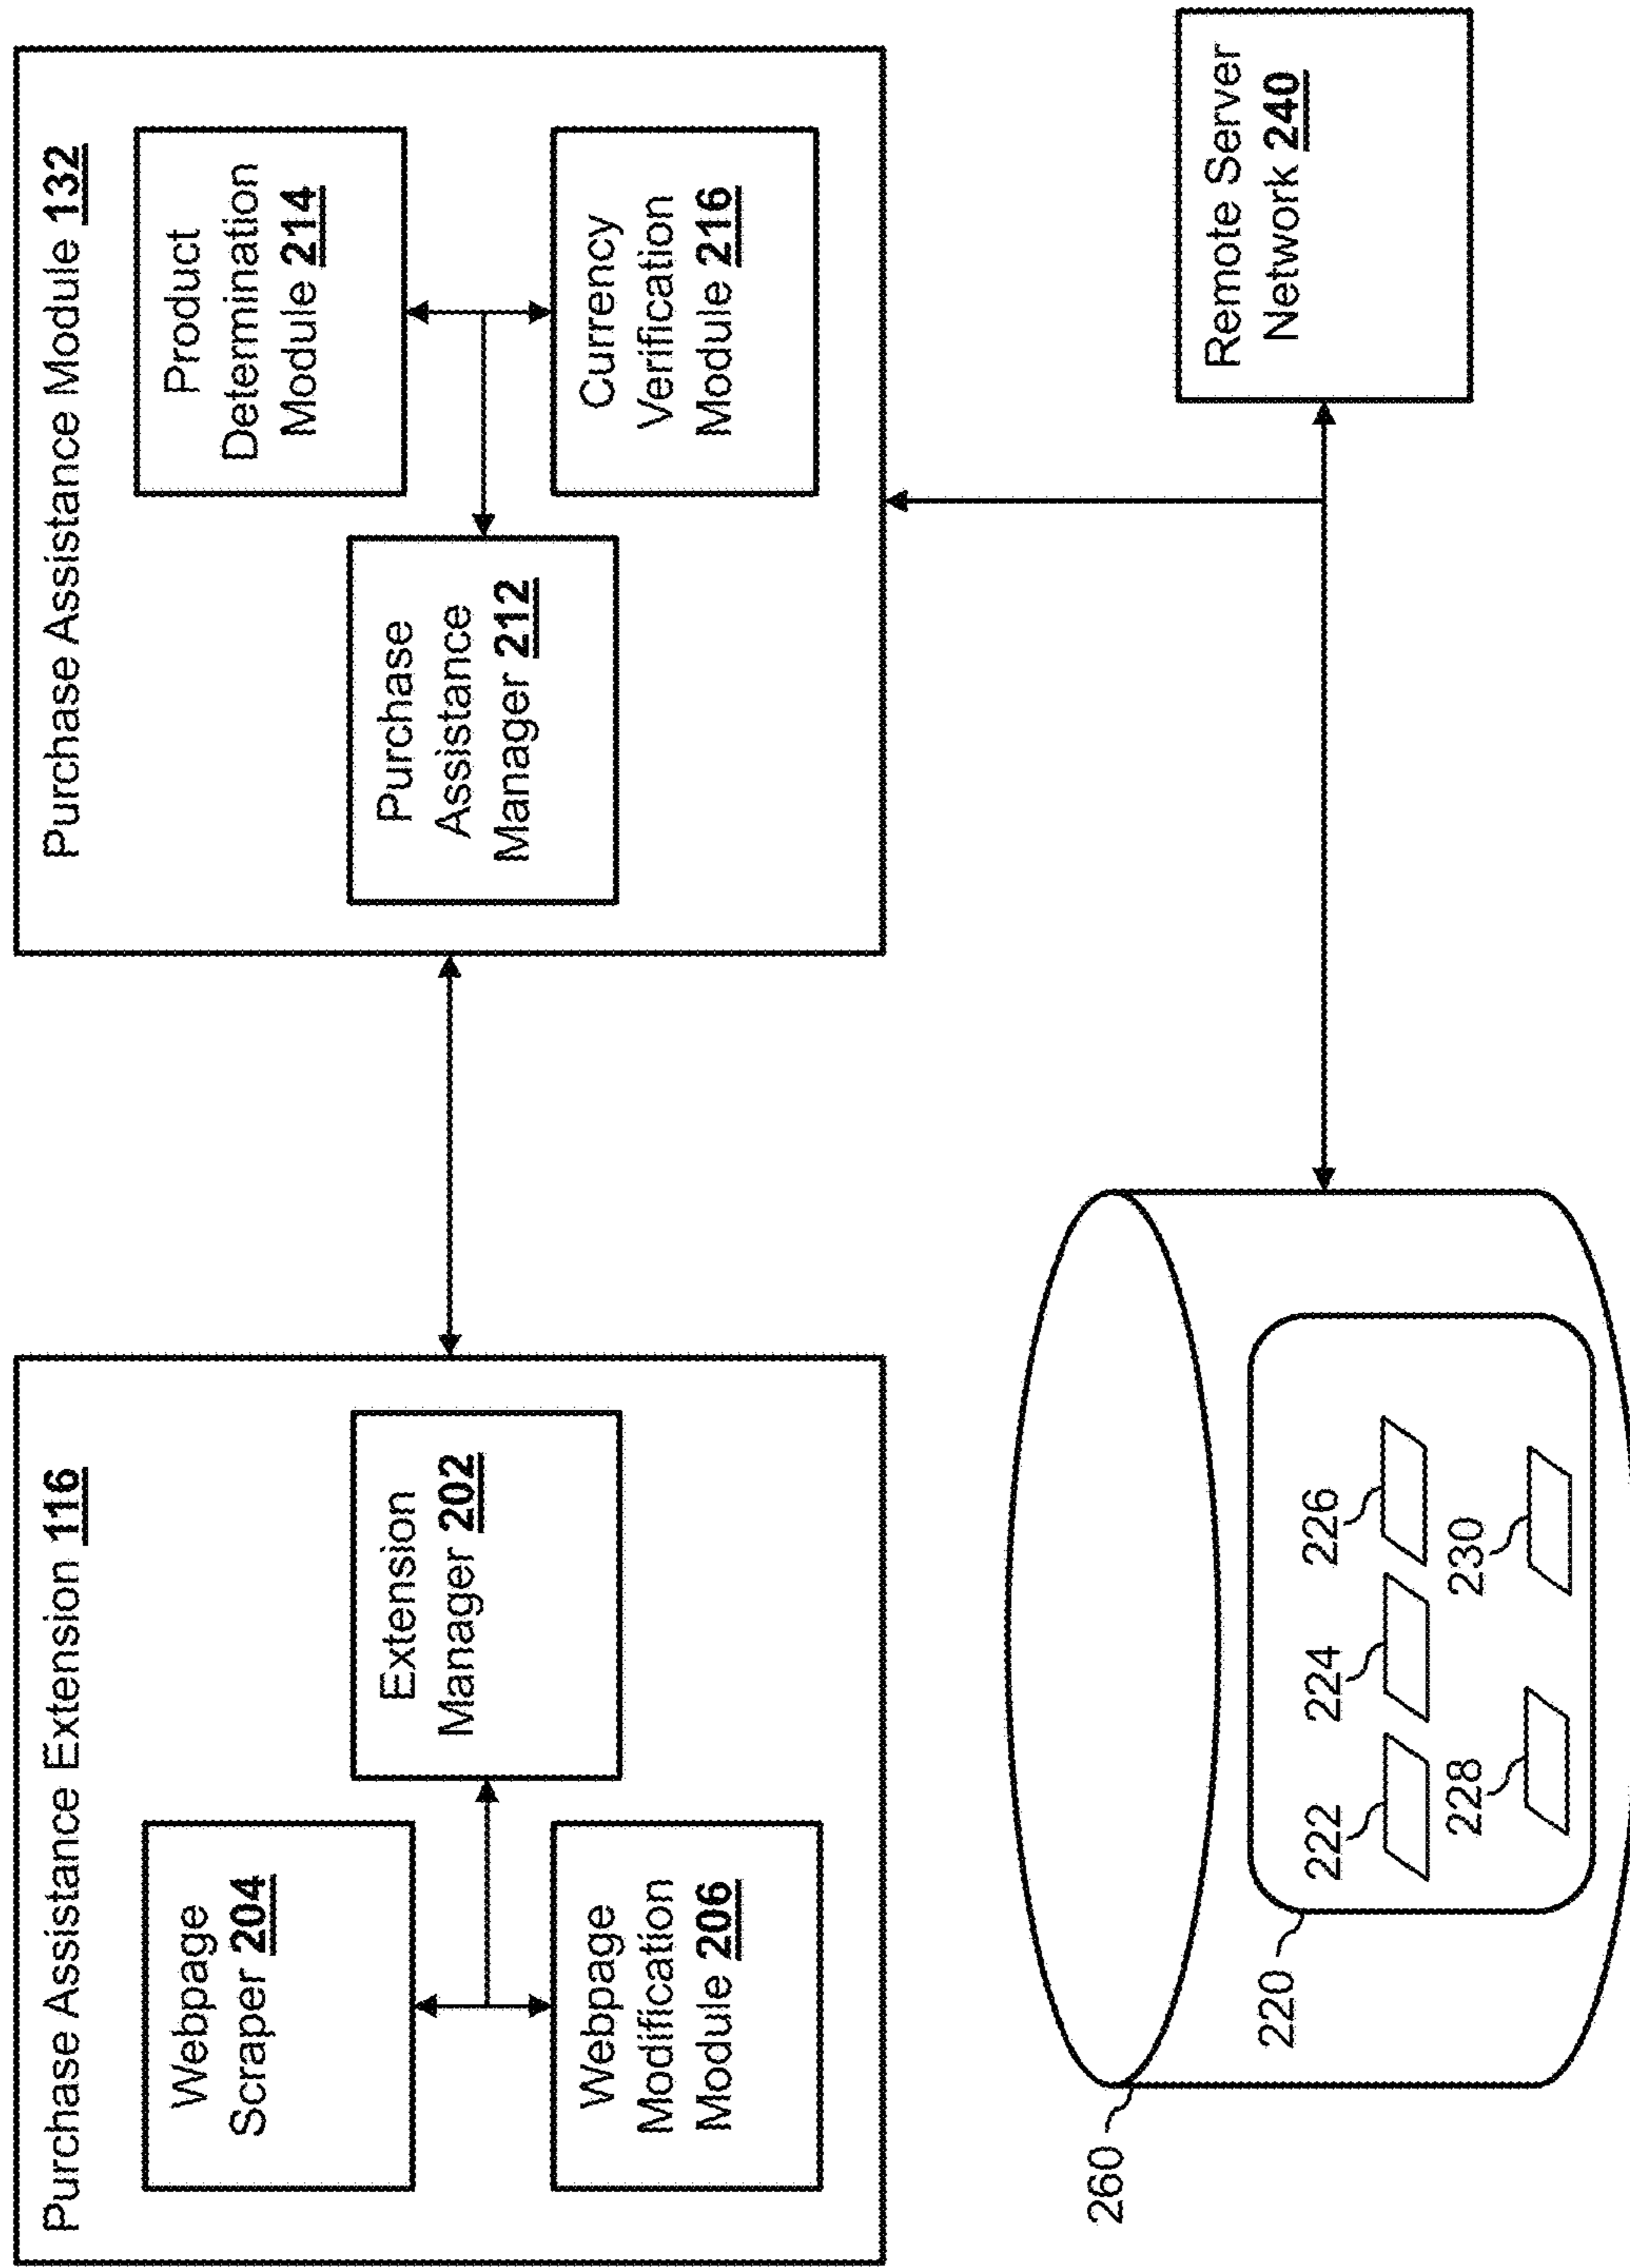 Purchase Assistance Extension 116
Webpage
Scraper 204
Extension
Manager 202
Webpage
Modification
Module 206
Purchase Assistance Module 132
Product
Determination
Module 214
Purchase
Assistance
Manager 212
Currency
Verification
Module 216
260
220
222
224
226
228
230
Remote Server
Network 240